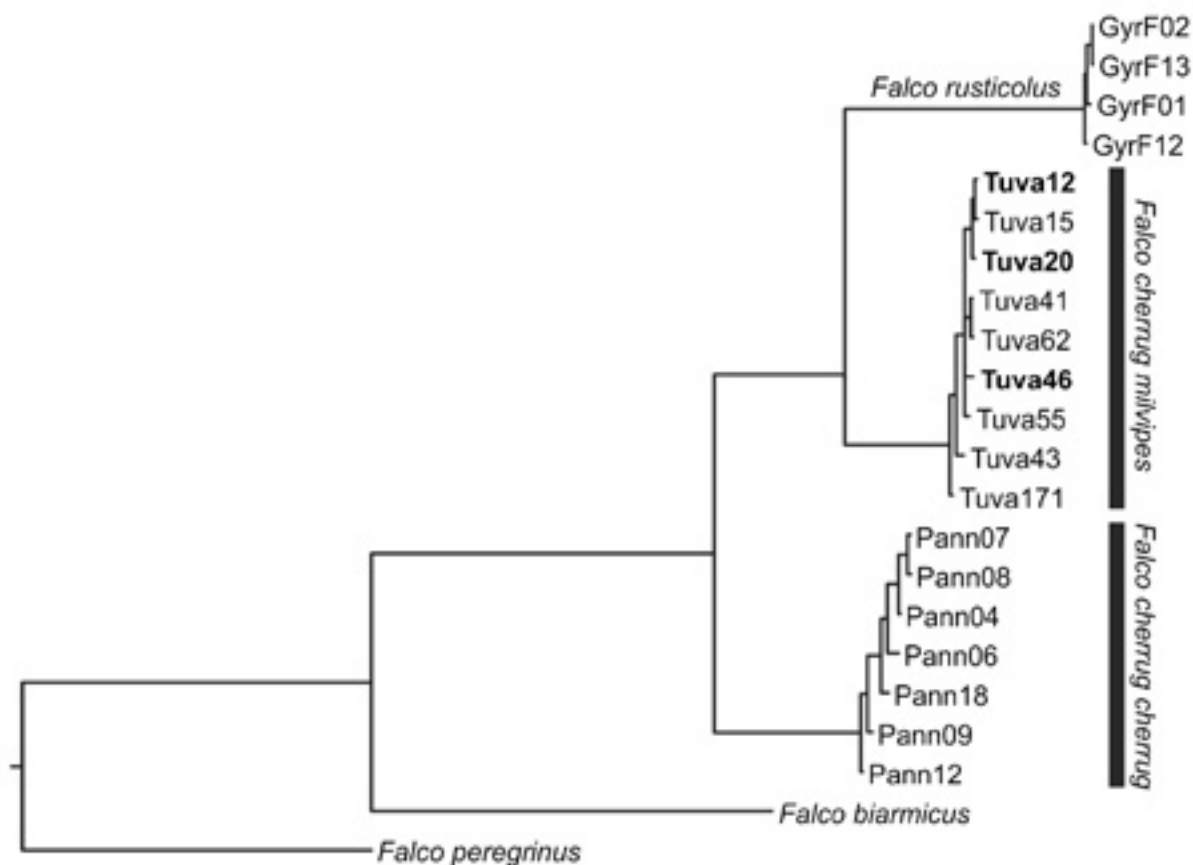 GyrF02
Falco rusticolus
GyrF13
GyrF01
GyrF12
Tuva12
Tuva15
Tuva20
Tuva41
Tuva62
Tuva46
Tuva55
Tuva43
Tuva171
Falco cherrug milvipes
Pann07
Pann08
Pann04
Pann06
Pann18
Pann09
Pann12
Falco cherrug cherrug
Falco biarmicus
Falco peregrinus